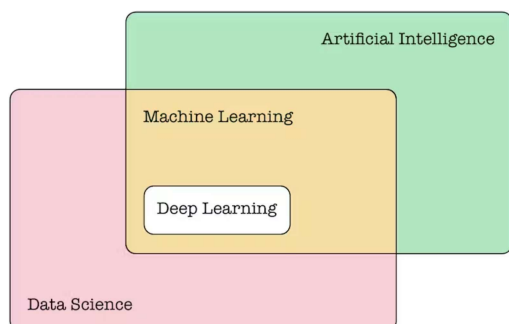 Artificial Intelligence
Machine Learning
Deep Learning
Data Science